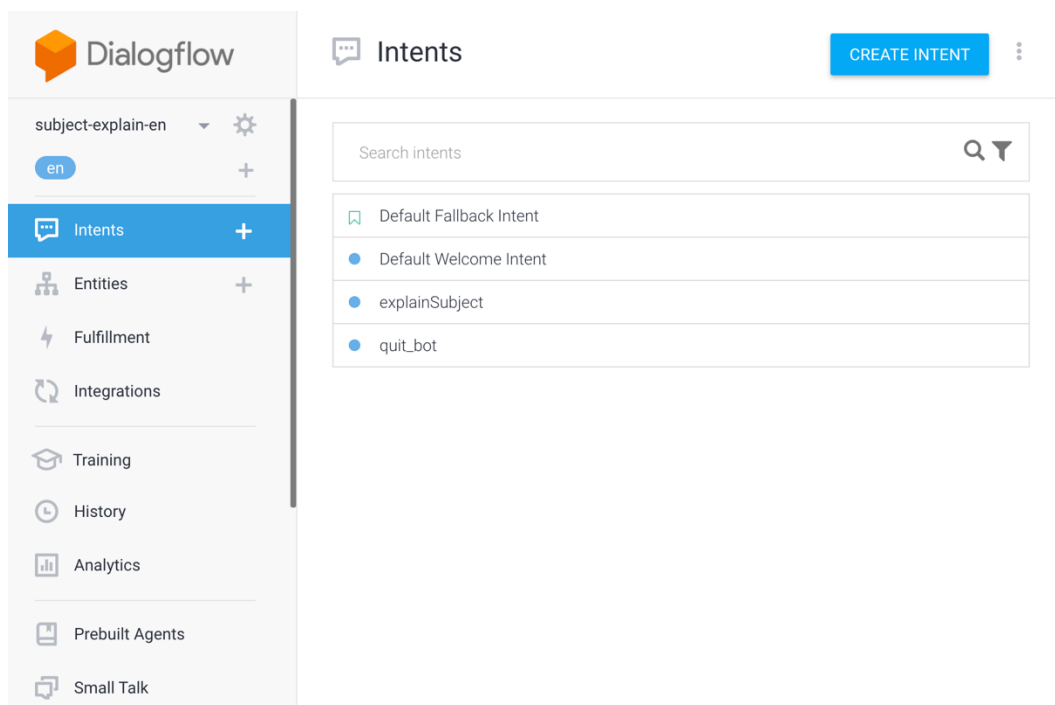 Dialogflow
subject-explain-en
en
Intents
Entities
Fulfillment
Integrations
Training
History
Analytics
Prebuilt Agents
Small Talk
Intents
CREATE INTENT
Search intents
Default Fallback Intent
Default Welcome Intent
explainSubject
quit_bot